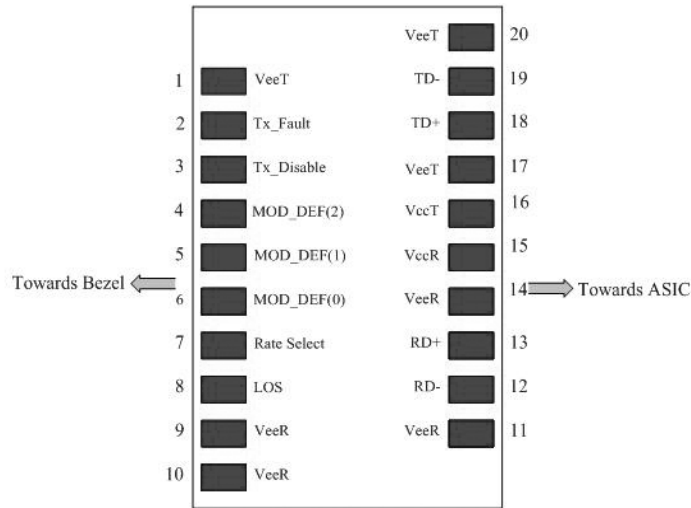 VeeT 20
1 VeeT TD- 19
2 Tx_Fault TD+ 18
3 Tx_Disable VeeT 17
4 MOD_DEF(2) VccT 16
5 MOD_DEF(1) VccR 15
Towards Bezel
6 MOD_DEF(0) VeeR 14
Towards ASIC
7 Rate Select RD+ 13
8 LOS RD- 12
9 VeeR VeeR 11
10 VeeR